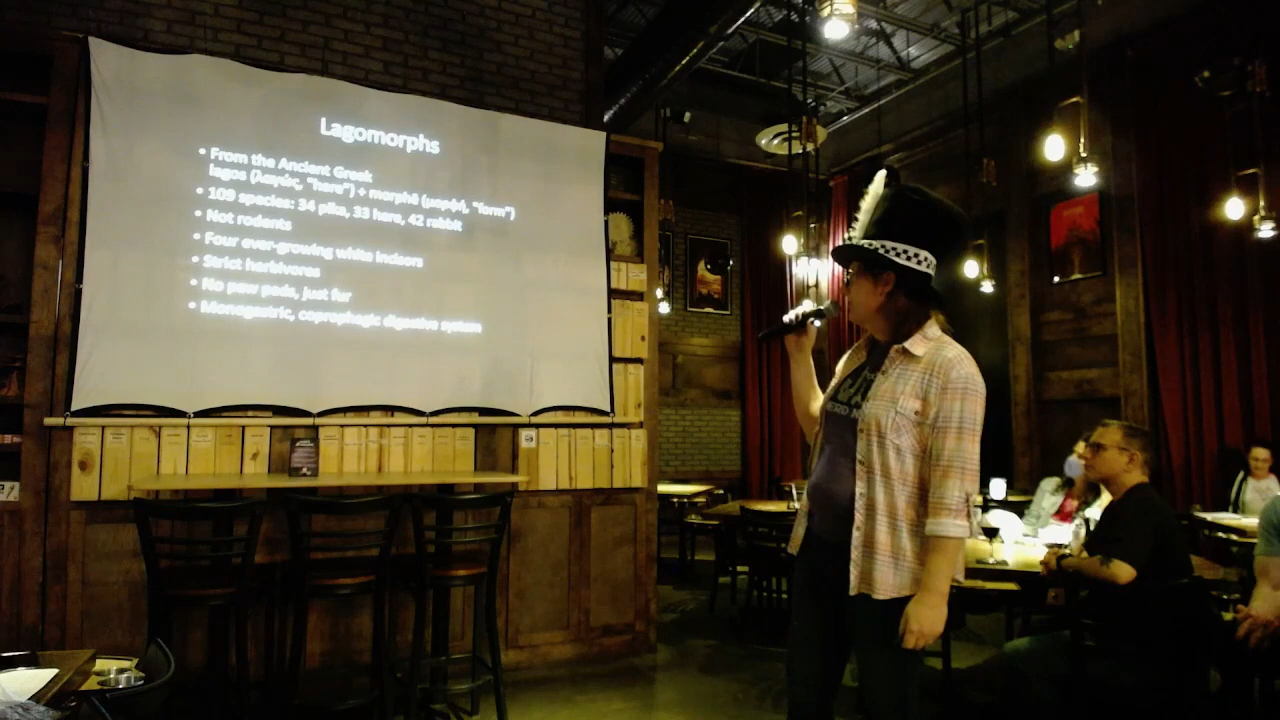 Lagomorphs
• From the Ancient Greek
lagos (λαγώς, "hare") + morphē (μορφή, "form")
• 109 species: 34 pika, 33 hare, 42 rabbit
• Not rodents
• Four ever-growing white incisors
• Strict herbivores
• No paw pads, just fur
• Monogastric, coprophagic digestive system